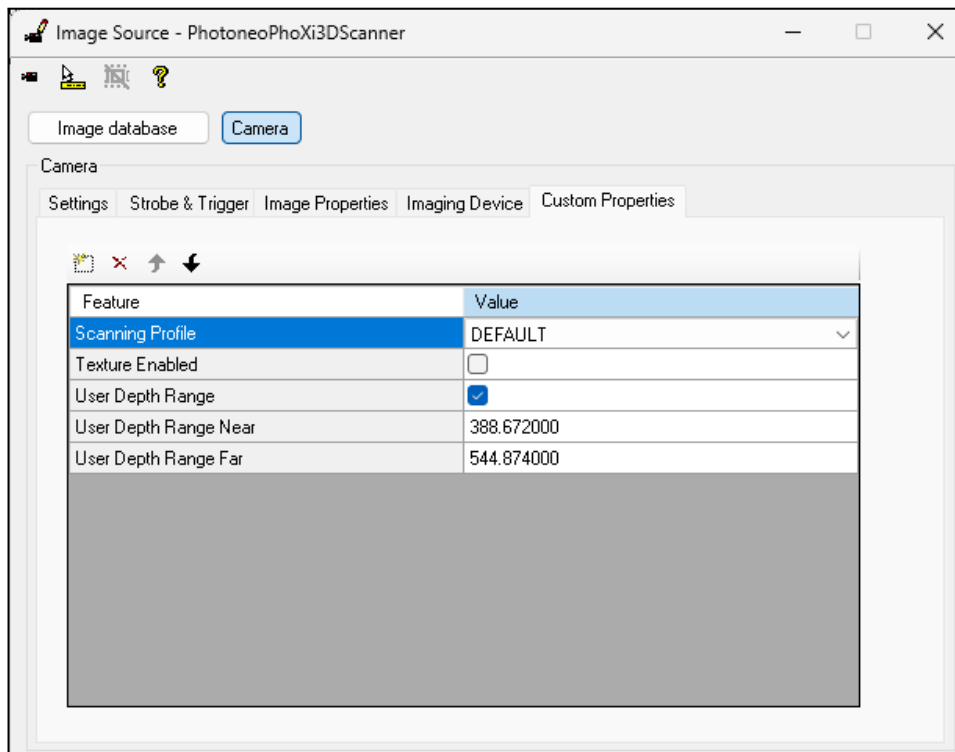 Image Source - PhotoneoPhoXi3DScanner
Image database Camera
Camera
Settings Strobe & Trigger Image Properties Imaging Device Custom Properties
Feature Value
Scanning Profile DEFAULT
Texture Enabled
User Depth Range
User Depth Range Near 388.672000
User Depth Range Far 544.874000